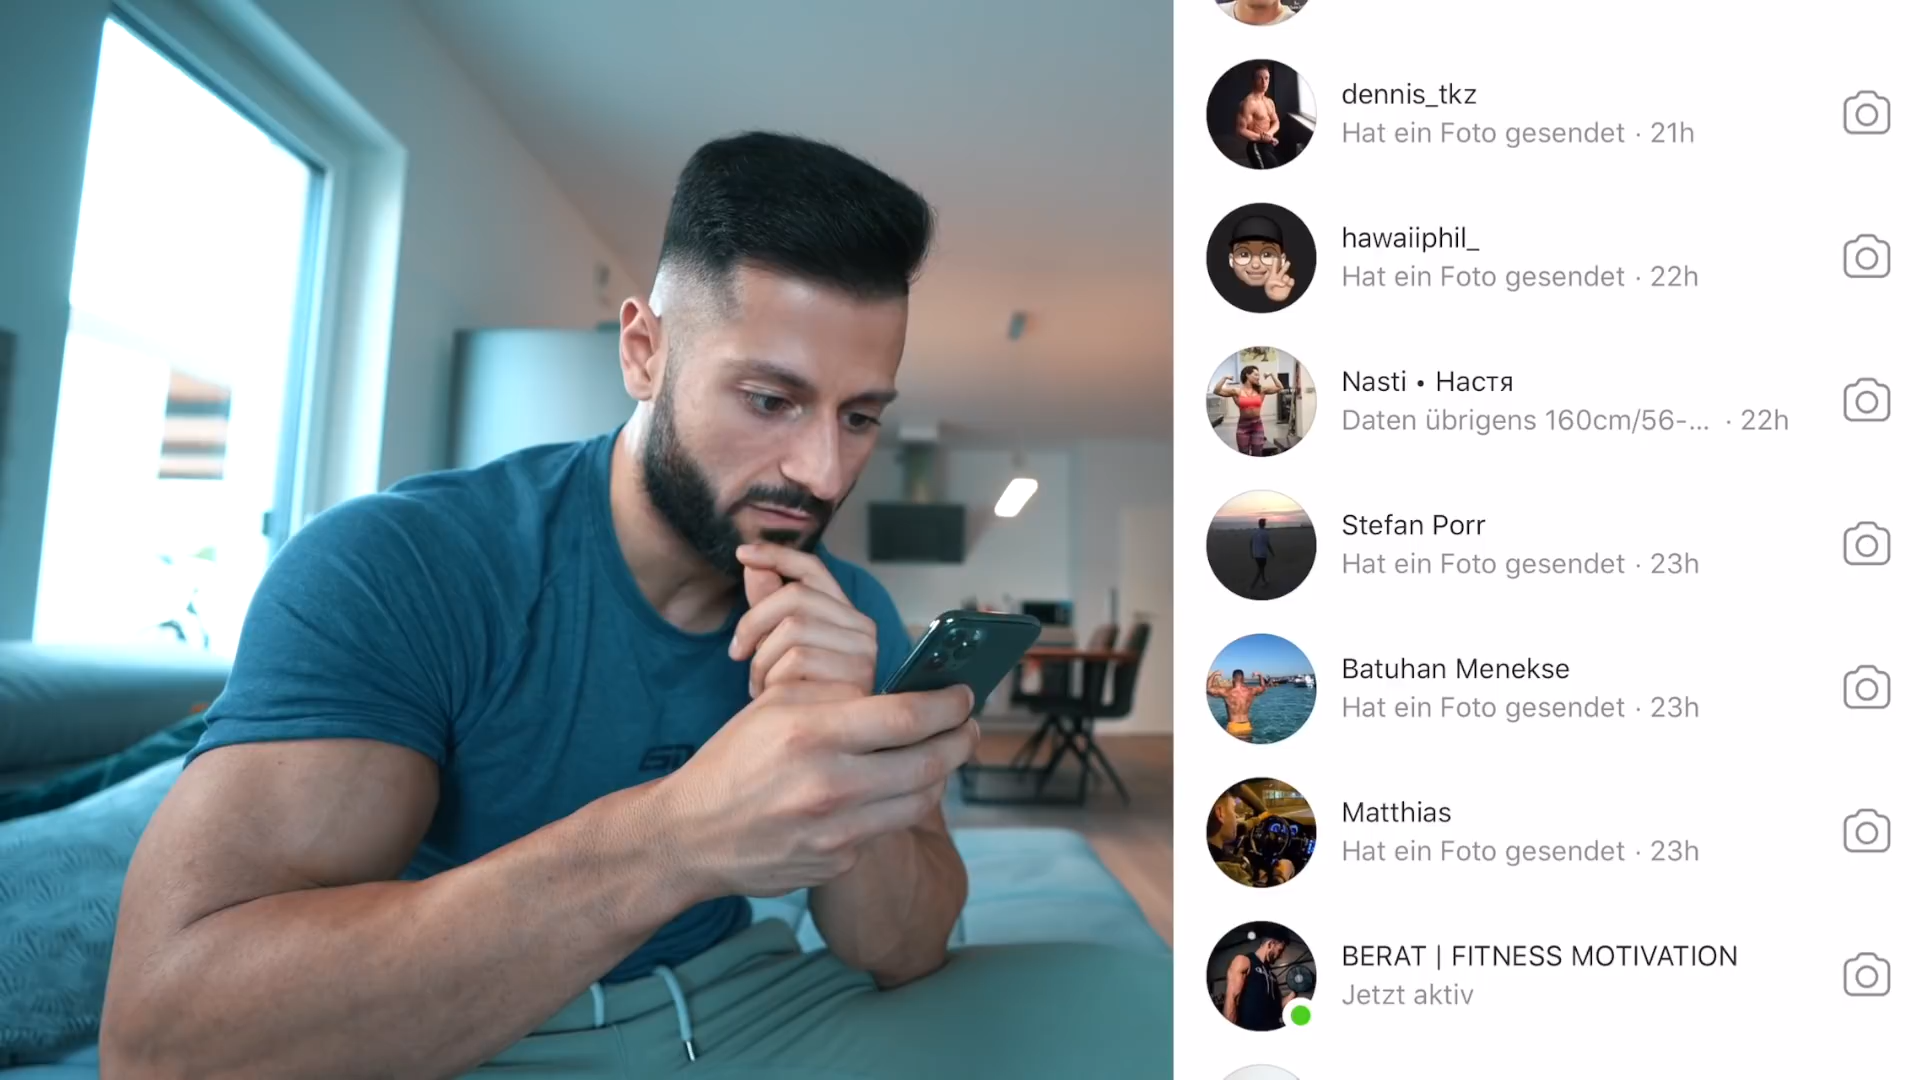 dennis_tkz
Hat ein Foto gesendet · 21h
hawaiiphil_
Hat ein Foto gesendet · 22h
Nasti • Настя
Daten übrigens 160cm/56-... · 22h
Stefan Porr
Hat ein Foto gesendet · 23h
Batuhan Menekse
Hat ein Foto gesendet · 23h
Matthias
Hat ein Foto gesendet · 23h
BERAT | FITNESS MOTIVATION
Jetzt aktiv